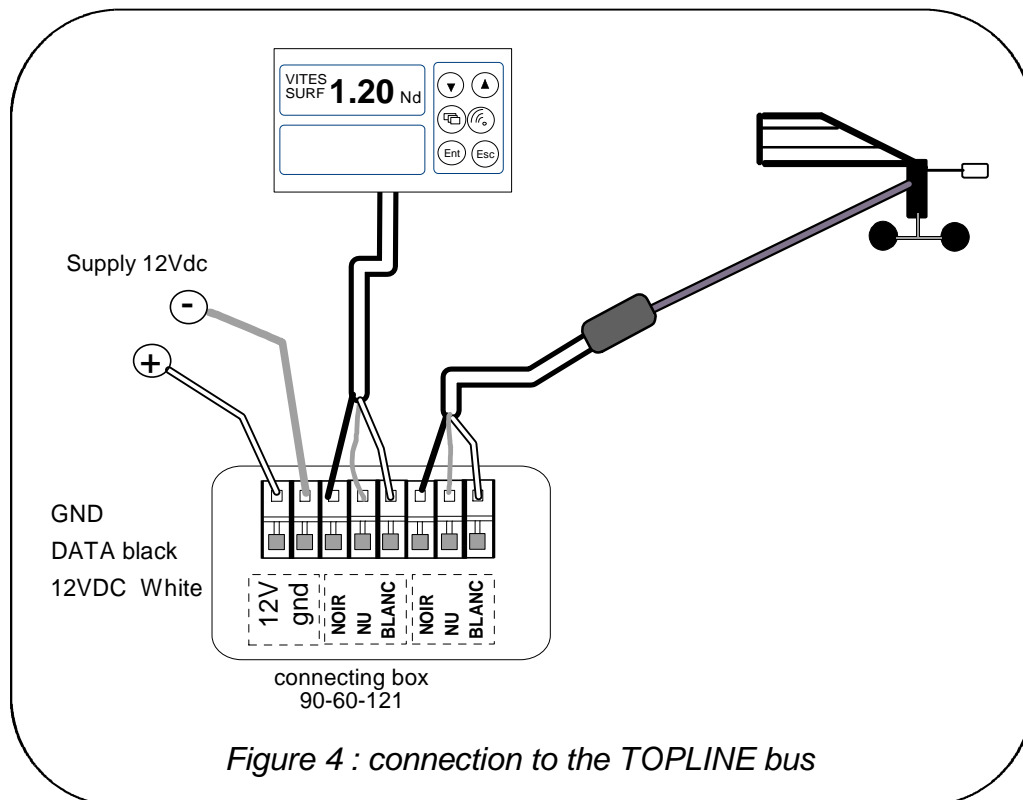 VITES
SURF 1.20 Nd
Ent Esc
Supply 12Vdc
-
+
GND
DATA black
12VDC White
12V
gnd
NOIR
NU
BLANC
NOIR
NU
BLANC
connecting box
90-60-121
Figure 4 : connection to the TOPLINE bus